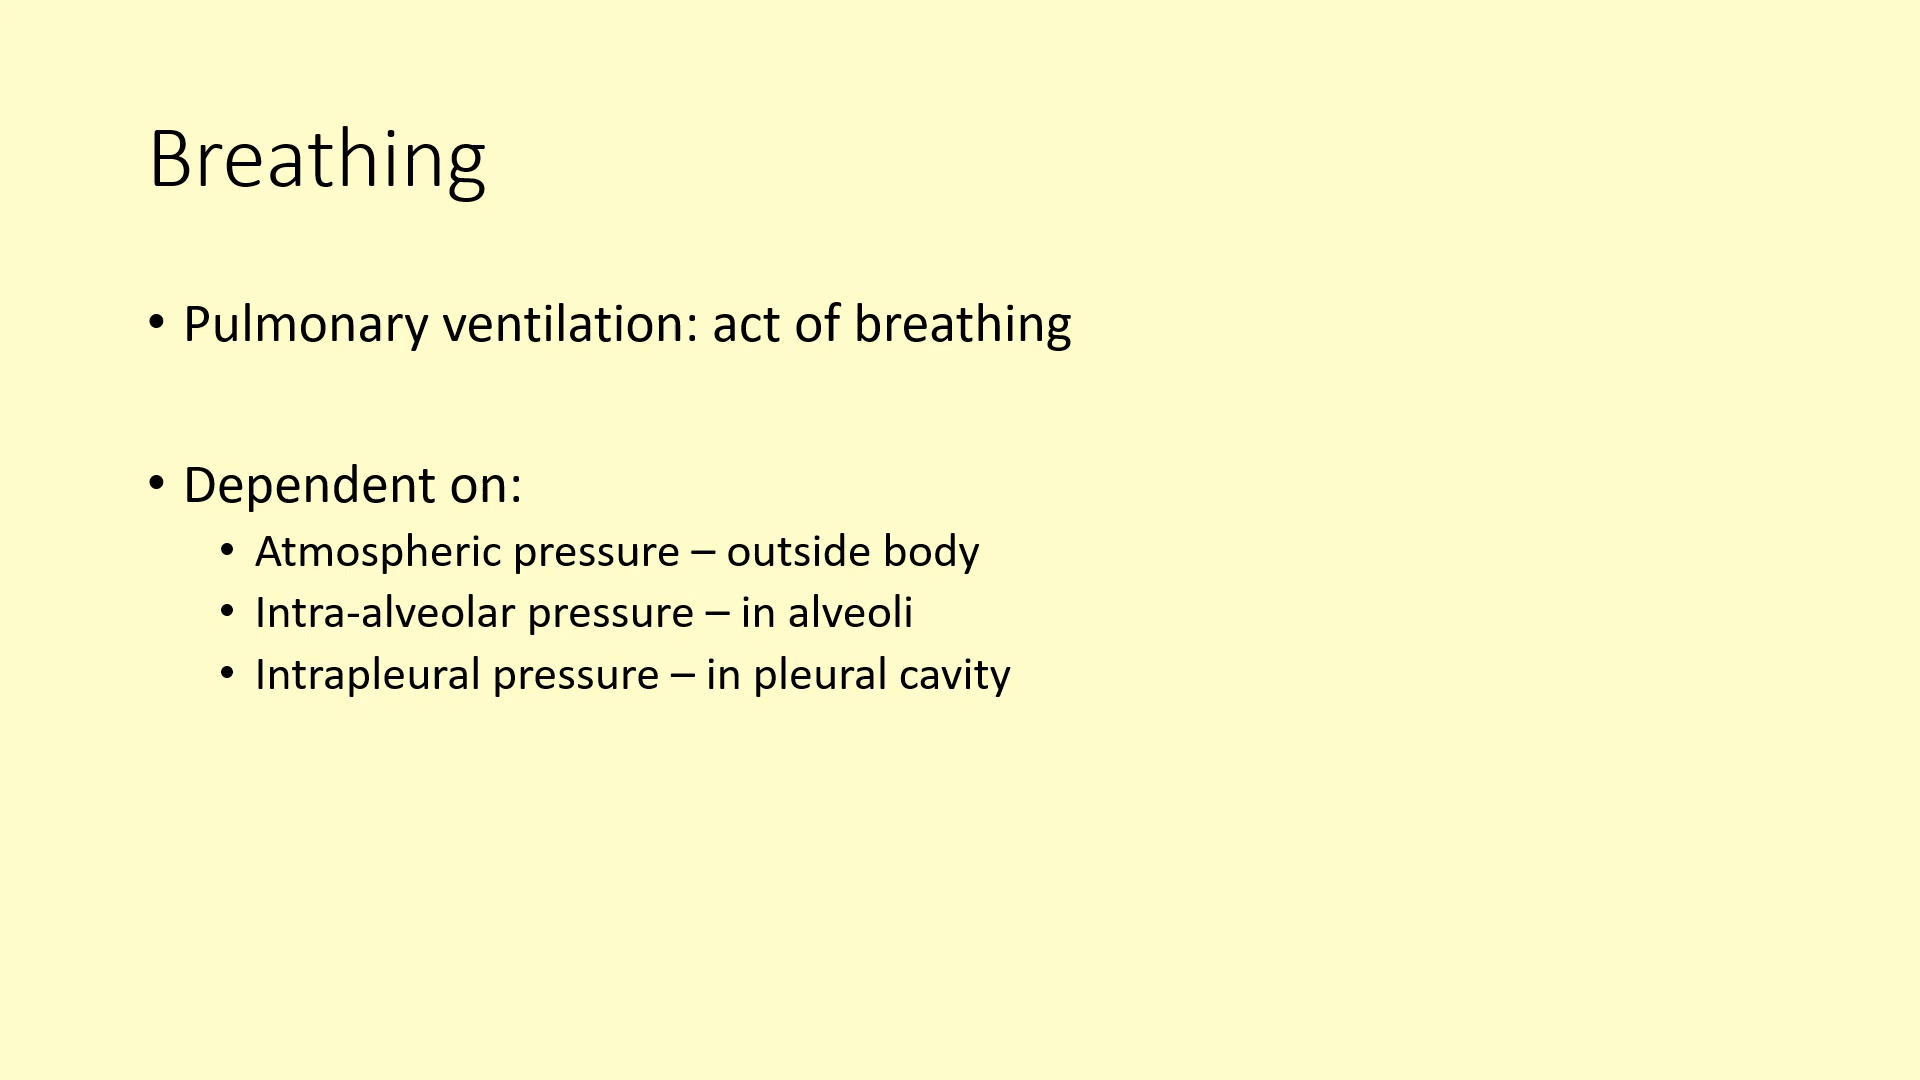 Breathing
• Pulmonary ventilation: act of breathing
• Dependent on:
• Atmospheric pressure – outside body
• Intra-alveolar pressure – in alveoli
• Intrapleural pressure – in pleural cavity